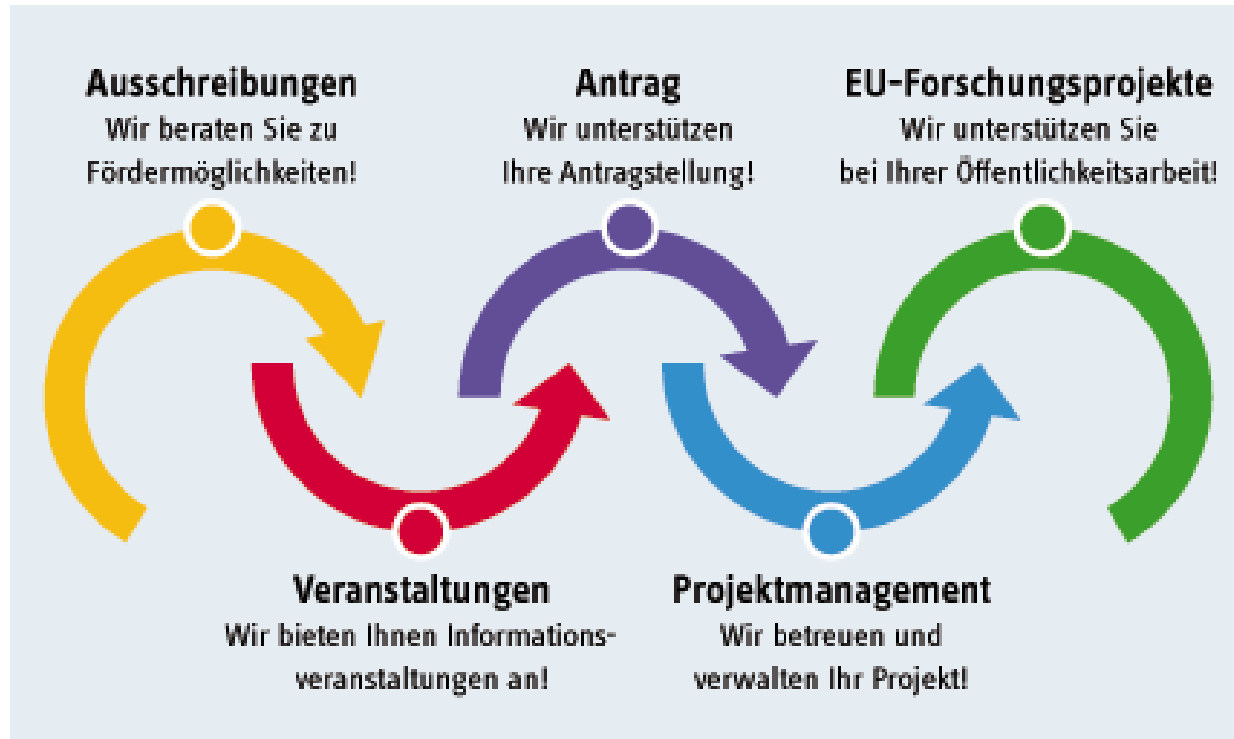 Ausschreibungen
Wir beraten Sie zu
Fördermöglichkeiten!
Antrag
Wir unterstützen
Ihre Antragstellung!
EU-Forschungsprojekte
Wir unterstützen Sie
bei Ihrer Öffentlichkeitsarbeit!
Veranstaltungen
Wir bieten Ihnen Informations-
veranstaltungen an!
Projektmanagement
Wir betreuen und
verwalten Ihr Projekt!